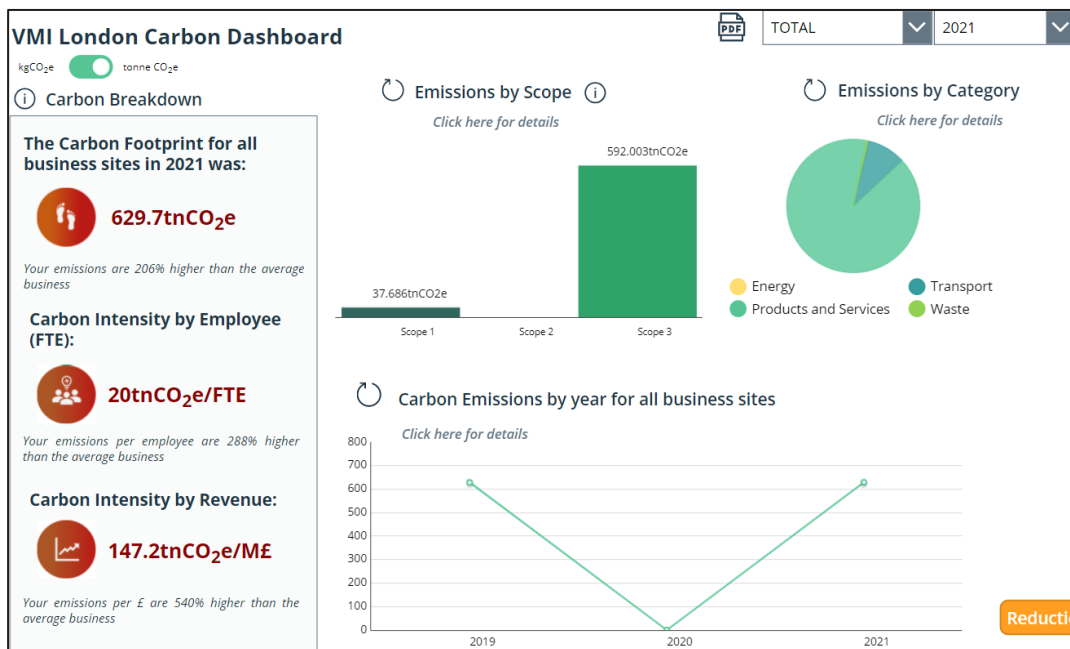 VMI London Carbon Dashboard
PDF
TOTAL
2021
kgCO₂e
tonne CO₂e
Carbon Breakdown
The Carbon Footprint for all
business sites in 2021 was:
629.7tnCO₂e
Your emissions are 206% higher than the average
business
Carbon Intensity by Employee
(FTE):
20tnCO₂e/FTE
Your emissions per employee are 288% higher
than the average business
Carbon Intensity by Revenue:
147.2tnCO₂e/M£
Your emissions per £ are 540% higher than the
average business
Emissions by Scope
Click here for details
592.003tnCO2e
37.686tnCO2e
Scope 1
Scope 2
Scope 3
Emissions by Category
Click here for details
Energy
Transport
Products and Services
Waste
Carbon Emissions by year for all business sites
Click here for details
800
700
600
500
400
300
200
100
0
2019
2020
2021
Reducti